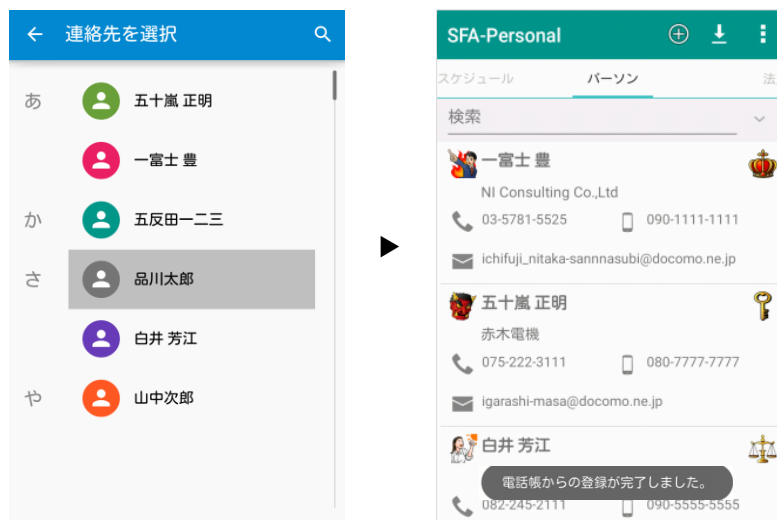 連絡先を選択
あ
五十嵐 正明
一富士 豊
か
五反田一二三
さ
品川太郎
白井 芳江
や
山中次郎
SFA-Personal
スケジュール パーソン 法
検索
一富士 豊
NI Consulting Co.,Ltd
03-5781-5525 090-1111-1111
ichifuji_nitaka-sannnasubi@docomo.ne.jp
五十嵐 正明
赤木電機
075-222-3111 080-7777-7777
igarashi-masa@docomo.ne.jp
白井 芳江
電話帳からの登録が完了しました。
082-245-2111 090-5555-5555